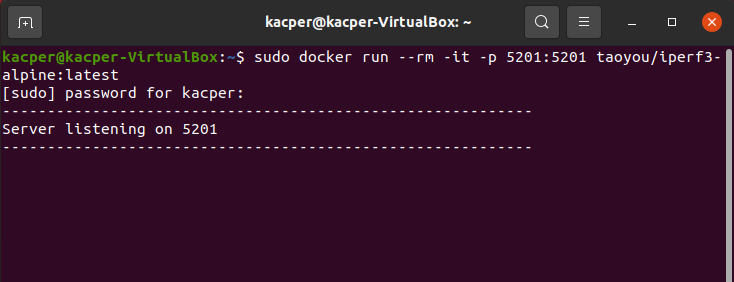 kacper@kacper-VirtualBox: ~
kacper@kacper-VirtualBox:~$ sudo docker run --rm -it -p 5201:5201 taoyou/iperf3-
alpine:latest
[sudo] password for kacper:
-----------------------------------------------------------
Server listening on 5201
-----------------------------------------------------------